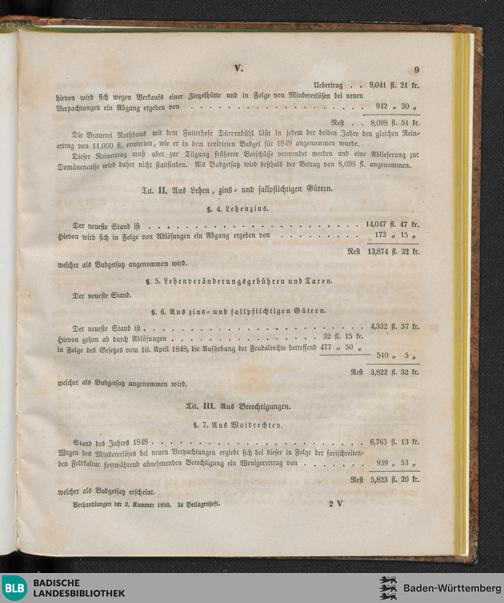 V.
9
Uebertrag . . 9,041 fl. 21 kr.
hievon wird sich wegen Verkaufs einer Ziegelhütte und in Folge von Mindererlösen bei neuen
Verpachtungen ein Abgang ergeben von . . . . . . . . . . . . . . . . . . . . 942 „ 30 „
Rest . . 8,098 fl. 51 kr.
Die Brauerei Rothhaus mit dem Futterhofe Dürrenbühl läßt in jedem der beiden Jahre den gleichen Rein-
ertrag von 11,000 fl. erwarten, wie er in dem revidirten Budget für 1849 angenommen wurde.
Dieser Reinertrag muß aber zur Tilgung früherer Vorschüsse verwendet werden und eine Ablieferung zur
Domänencasse wird daher nicht stattfinden. Als Budgetsatz wird deßhalb der Betrag von 8,098 fl. angenommen.
Tit. II. Aus Lehen, zins- und fallpflichtigen Gütern.
§. 4. Lehenzins.
Der neueste Stand ist . . . . . . . . . . . . . . . . . . . . . . . . 14,047 fl. 47 kr.
Hievon wird sich in Folge von Ablösungen ein Abgang ergeben von . . . . . . . . . . 173 „ 15 „
Rest 13,874 fl. 32 kr.
welcher als Budgetsatz angenommen wird.
§. 5. Lehenveränderungsgebühren und Taxen.
Der neueste Stand.
§. 6. Aus zins- und fallpflichtigen Gütern.
Der neueste Stand ist . . . . . . . . . . . . . . . . . . . . . . . . 4,332 fl. 37 kr.
Hievon gehen ab durch Ablösungen . . . . . . . . . . . . . . . . 32 fl. 15 kr.
in Folge des Gesetzes vom 10. April 1848, die Aufhebung der Feudalrechte betreffend 477 „ 50 „
510 „ 5 „
Rest 3,822 fl. 32 kr.
welcher als Budgetsatz angenommen wird.
Tit. III. Aus Berechtigungen.
§. 7. Aus Waidrechten.
Stand des Jahres 1848 . . . . . . . . . . . . . . . . . . . . . . . . 6,763 fl. 13 kr.
Wegen des Mindererlöses bei neuen Verpachtungen ergiebt sich bei dieser in Folge der fortschreiten-
den Feldkultur fortwährend abnehmenden Berechtigung ein Wenigerertrag von . . . . . . . 939 „ 53 „
Rest 5,823 fl. 20 kr.
welcher als Budgetsatz erscheint.
Verhandlungen der 2. Kammer 1850. 3s Beilagenheft.
2 V
BLB
BADISCHE
LANDESBIBLIOTHEK
Baden-Württemberg